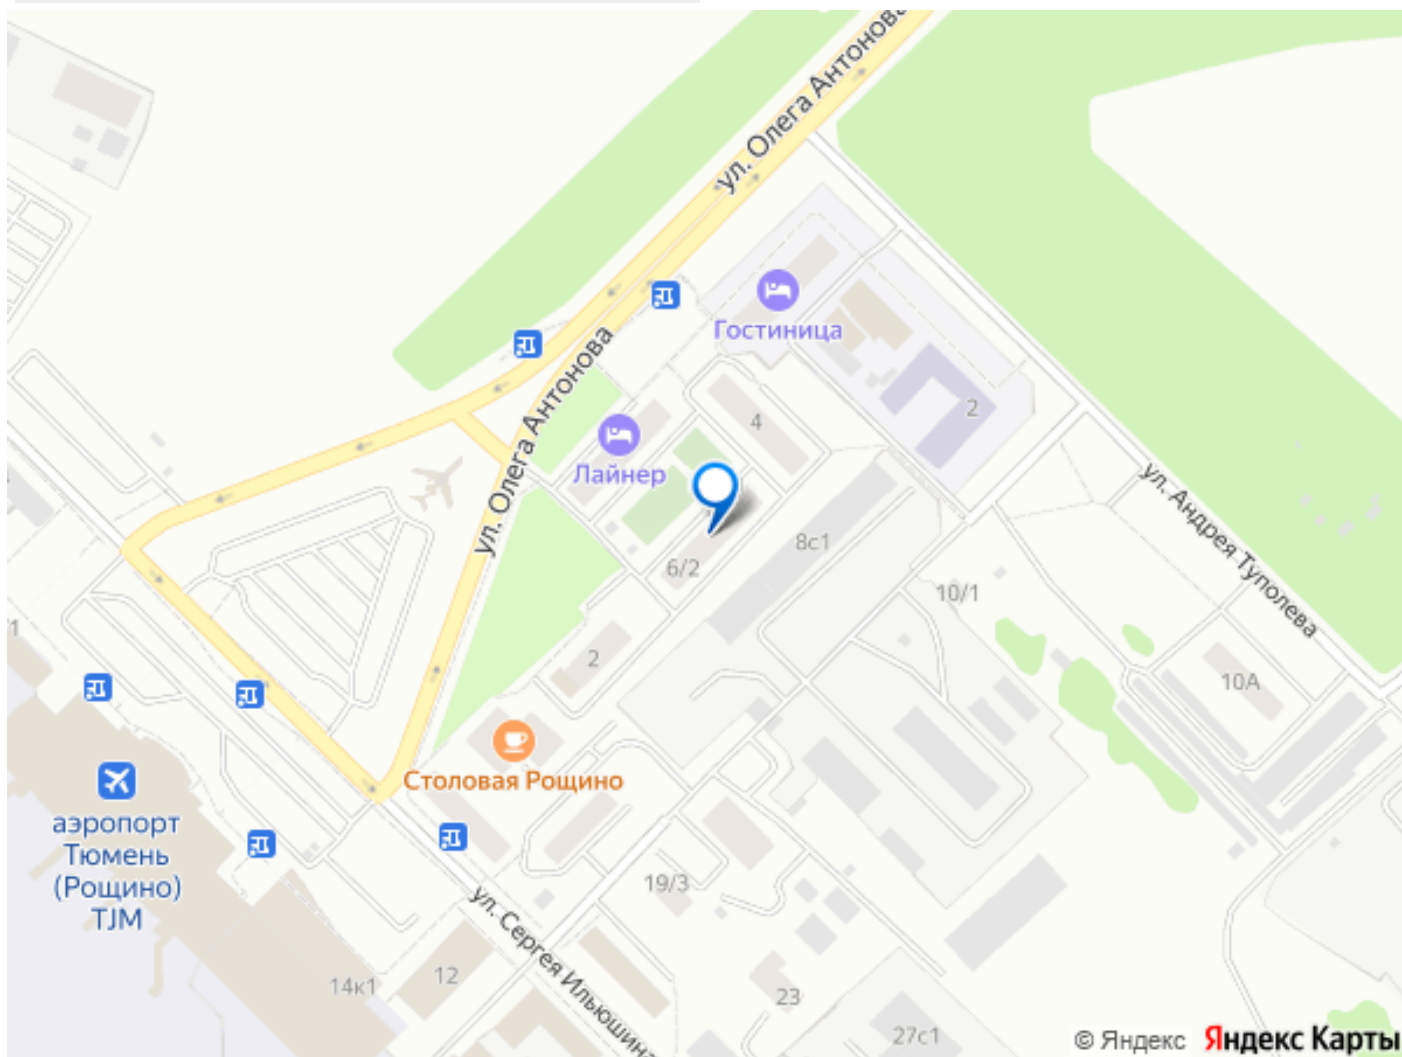 ул. Олега Антонова
Гостиница
ул. Олега Антонова
2
4
Лайнер
ул. Андрея Туполева
8с1
6/2
10/1
2
10А
Столовая Рощино
аэропорт
Тюмень
(Рощино)
TJM
19/3
ул. Сергея Ильюшина
12
14к1
23
27с1
© Яндекс Яндекс Карты